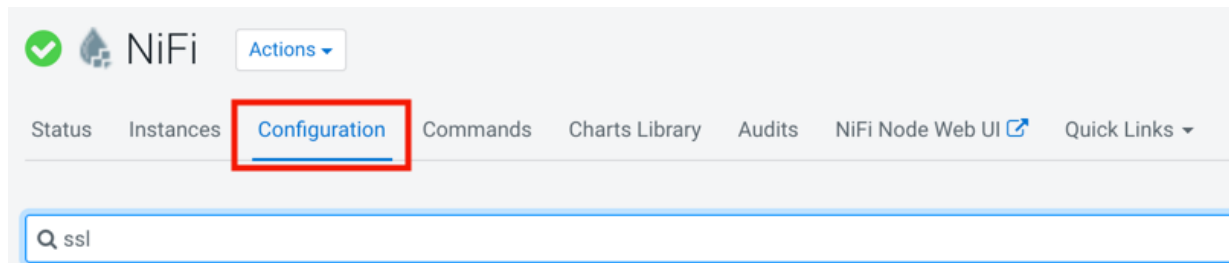 NiFi Actions
Status Instances Configuration Commands Charts Library Audits NiFi Node Web UI Quick Links
ssl